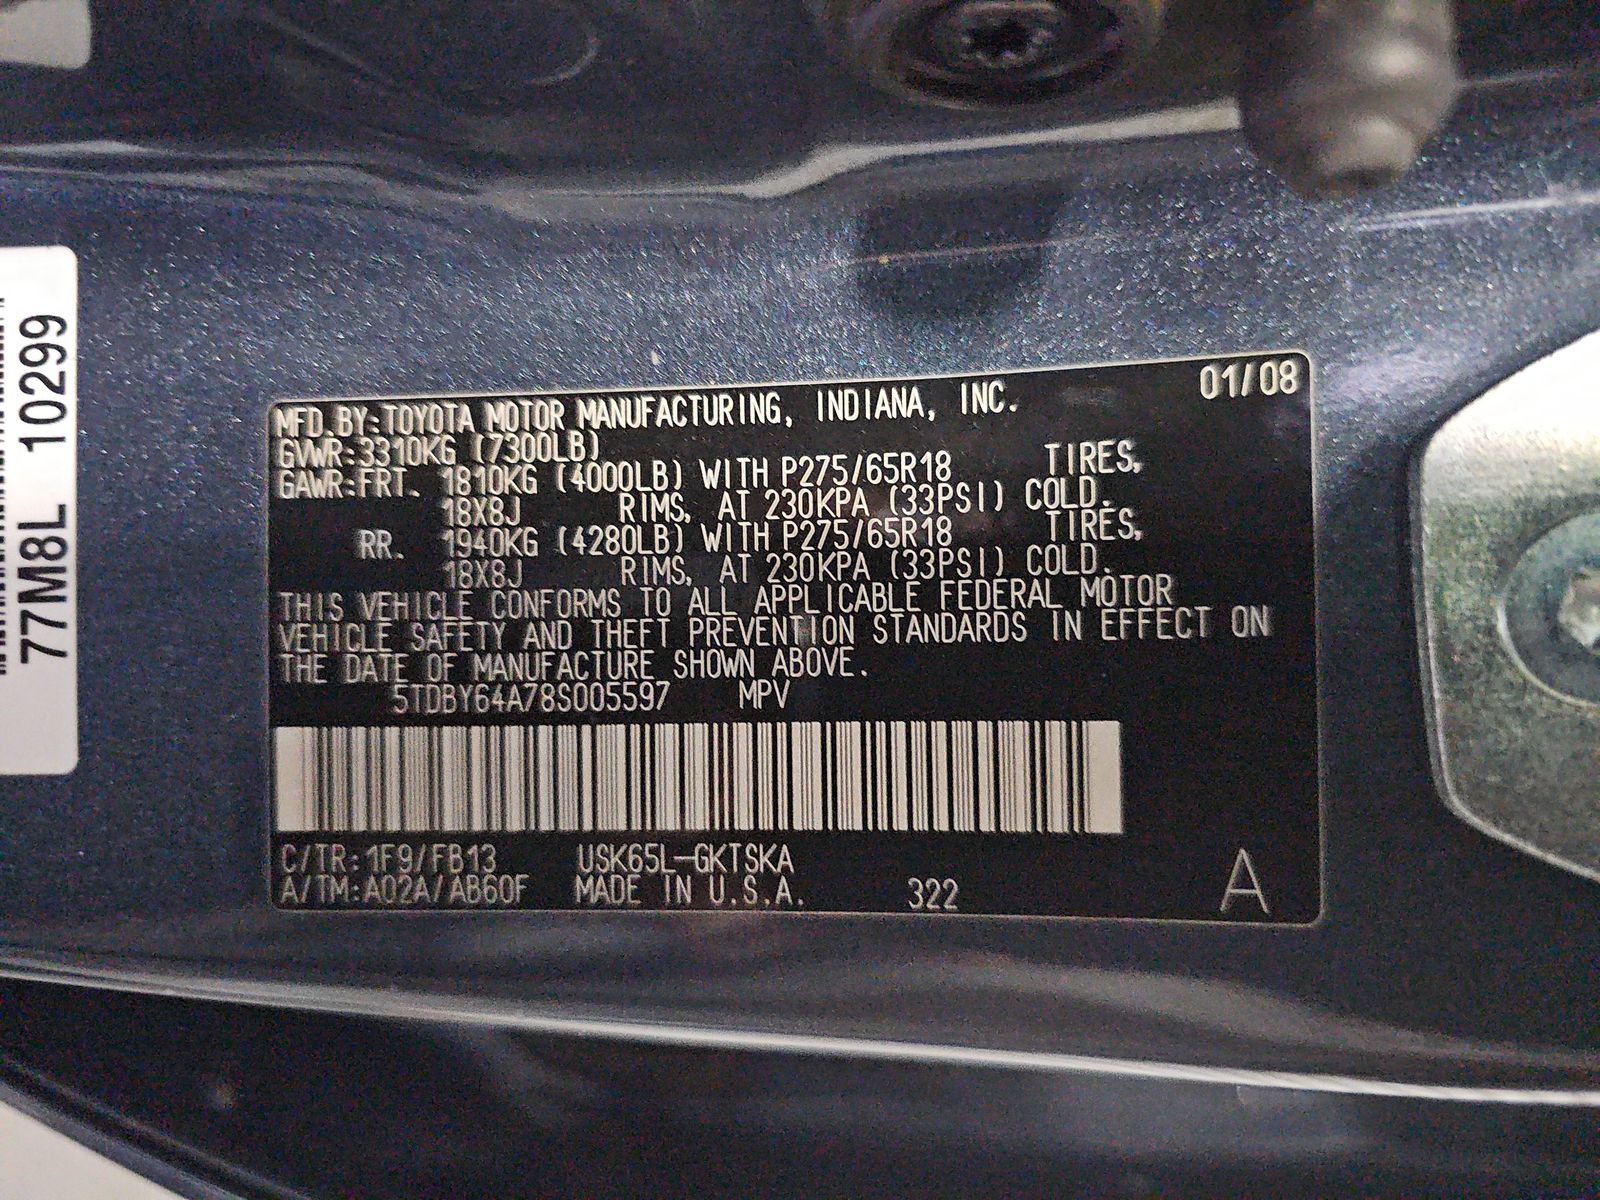 77M8L 10299
01/08
MFD.BY:TOYOTA MOTOR MANUFACTURING, INDIANA, INC.
GVWR:3310KG (7300LB)
GAWR:FRT. 1810KG (4000LB) WITH P275/65R18 TIRES,
18X8J RIMS, AT 230KPA (33PSI) COLD.
RR. 1940KG (4280LB) WITH P275/65R18 TIRES,
18X8J RIMS, AT 230KPA (33PSI) COLD.
THIS VEHICLE CONFORMS TO ALL APPLICABLE FEDERAL MOTOR
VEHICLE SAFETY AND THEFT PREVENTION STANDARDS IN EFFECT ON
THE DATE OF MANUFACTURE SHOWN ABOVE.
5TDBY64A78S005597 MPV
C/TR:1F9/FB13 USK65L-GKTSKA
A/TM:A02A/AB60F MADE IN U.S.A. 322 A